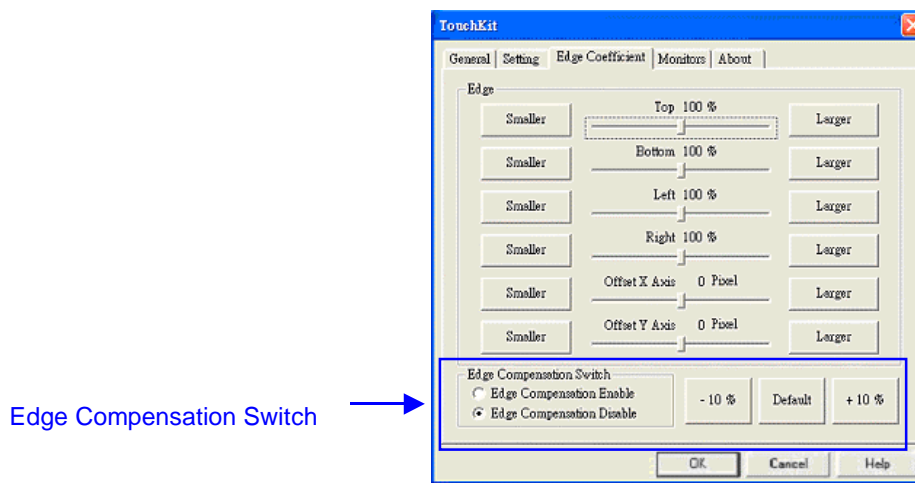 TouchKit
General Setting Edge Coefficient Monitors About
Edge
Top 100 %
Smaller Larger
Bottom 100 %
Smaller Larger
Left 100 %
Smaller Larger
Right 100 %
Smaller Larger
Offset X Axis 0 Pixel
Smaller Larger
Offset Y Axis 0 Pixel
Smaller Larger
Edge Compensation Switch
Edge Compensation Enable
Edge Compensation Disable
- 10 % Default + 10 %
Edge Compensation Switch
OK Cancel Help